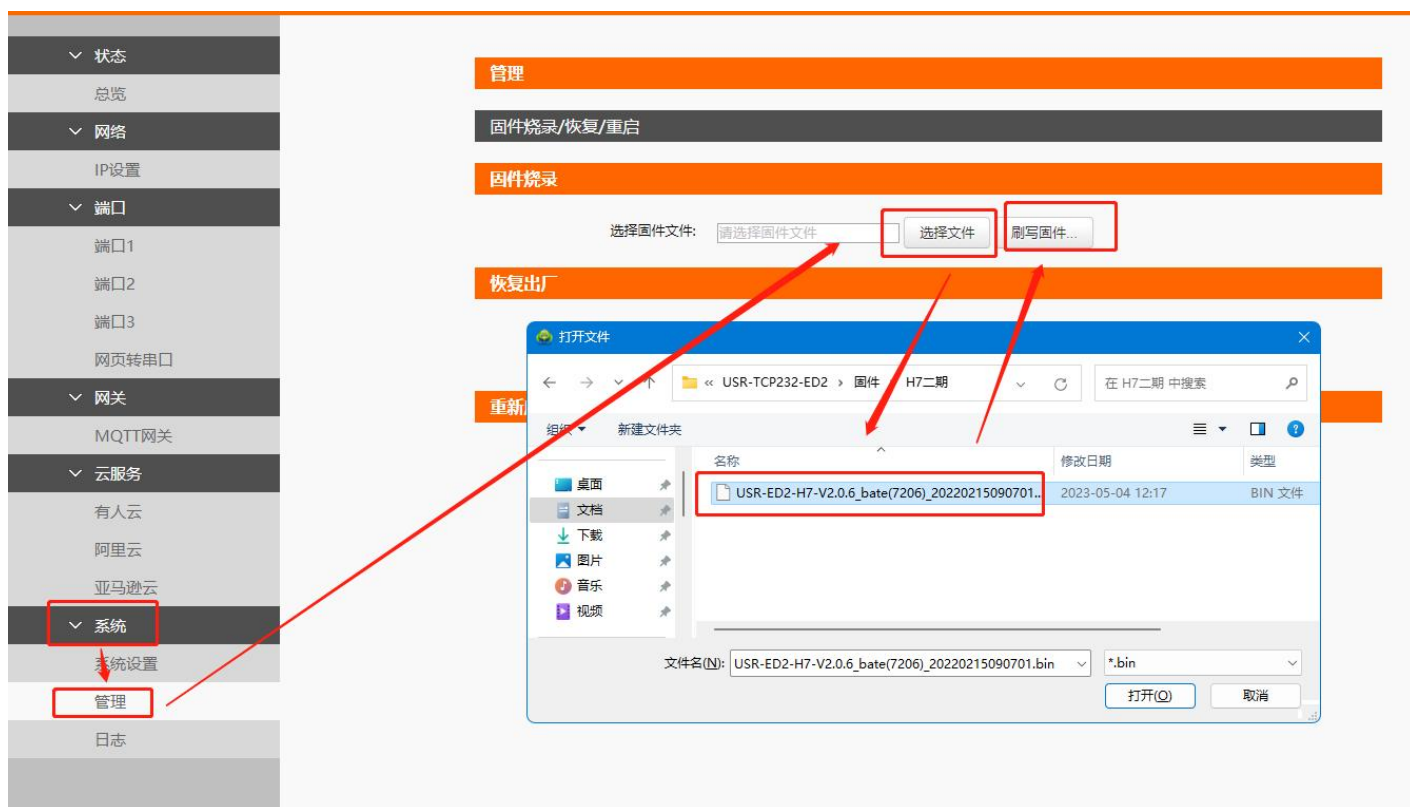 状态
总览
网络
IP设置
端口
端口1
端口2
端口3
网页转串口
网关
MQTT网关
云服务
有人云
阿里云
亚马逊云
系统
系统设置
管理
日志
管理
固件烧录/恢复/重启
固件烧录
选择固件文件: 请选择固件文件 选择文件 刷写固件...
恢复出厂
重新
打开文件
« USR-TCP232-ED2 › 固件 › H7二期 在 H7二期 中搜索
组织 新建文件夹
名称 修改日期 类型
USR-ED2-H7-V2.0.6_bate(7206)_20220215090701... 2023-05-04 12:17 BIN 文件
桌面
文档
下载
图片
音乐
视频
文件名(N): USR-ED2-H7-V2.0.6_bate(7206)_20220215090701.bin *.bin
打开(O) 取消